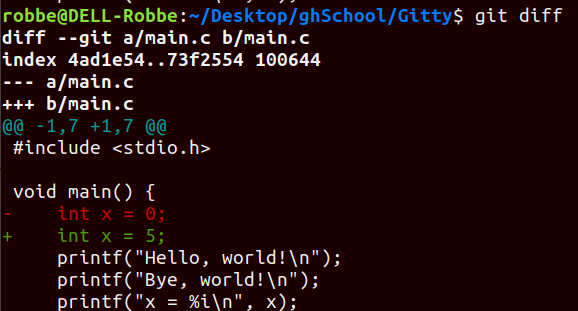 robbe@DELL-Robbe:~/Desktop/ghSchool/Gitty$ git diff
diff --git a/main.c b/main.c
index 4ad1e54..73f2554 100644
--- a/main.c
+++ b/main.c
@@ -1,7 +1,7 @@
 #include <stdio.h>

 void main() {
-    int x = 0;
+    int x = 5;
     printf("Hello, world!\n");
     printf("Bye, world!\n");
     printf("x = %i\n", x);